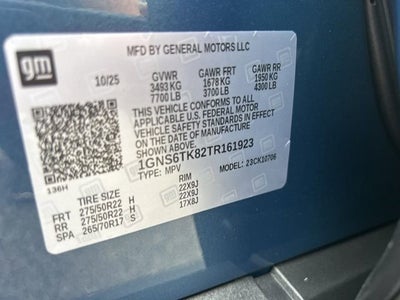 gm
MFD BY GENERAL MOTORS LLC
10/25 GVWR GAWR FRT GAWR RR
3493 KG 1678 KG 1950 KG
7700 LB 3700 LB 4300 LB
THIS VEHICLE CONFORMS TO ALL
APPLICABLE U.S. FEDERAL MOTOR
VEHICLE SAFETY AND THEFT
PREVENTION STANDARDS IN EFFECT
ON THE DATE OF MANUFACTURE
SHOWN ABOVE.
1GNS6TK82TR161923
136H TYPE: MPV MODEL: 23CK10706
TIRE SIZE RIM
FRT 275/50R22 H 22X9J
RR 275/50R22 H 22X9J
SPA 265/70R17 S 17X8J